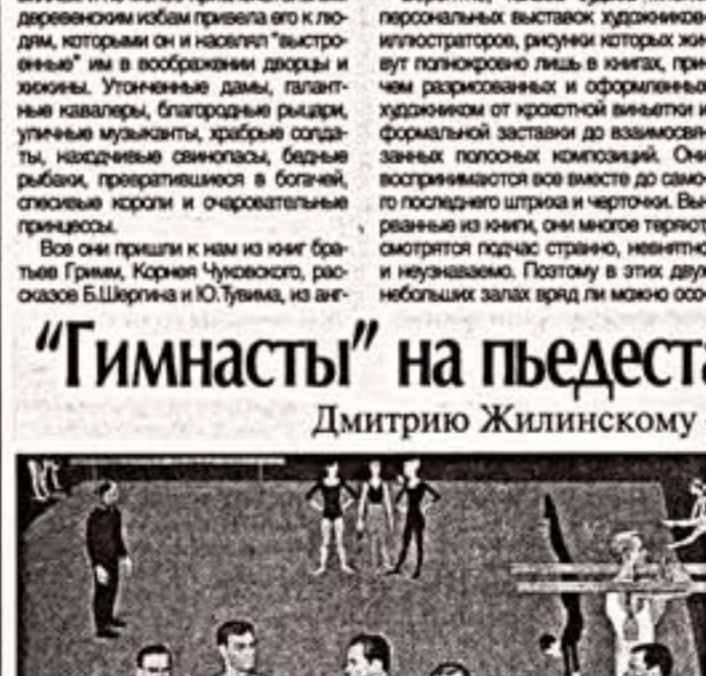 деревенским избам привела его к лю-
дям, которыми он и населял "выстро-
енные" им в воображении дворцы и
хижины. Утонченные дамы, галант-
ные кавалеры, благородные рыцари,
уличные музыканты, храбрые солда-
ты, находчивые свинопасы, бедные
рыбаки, превратившиеся в богачей,
спесивые короли и очаровательные
принцессы.
Все они пришли к нам из книг бра-
тьев Гримм, Корнея Чуковского, рас-
сказов Б.Шергина и Ю.Тувима, из анг-
персональных выставок художников-
иллюстраторов, рисунки которых жи-
вут полнокровно лишь в книгах, при-
чем разрисованных и оформленных
художником от крохотной виньетки и
формальной заставки до взаимосвя-
занных полосных композиций. Они
воспринимаются все вместе до само-
го последнего штриха и черточки. Вы-
рванные из книги, они многое теряют,
смотрятся подчас странно, невнятно
и неузнаваемо. Поэтому в этих двух
небольших залах вряд ли можно осо-
"Гимнасты" на пьедеста
Дмитрию Жилинскому